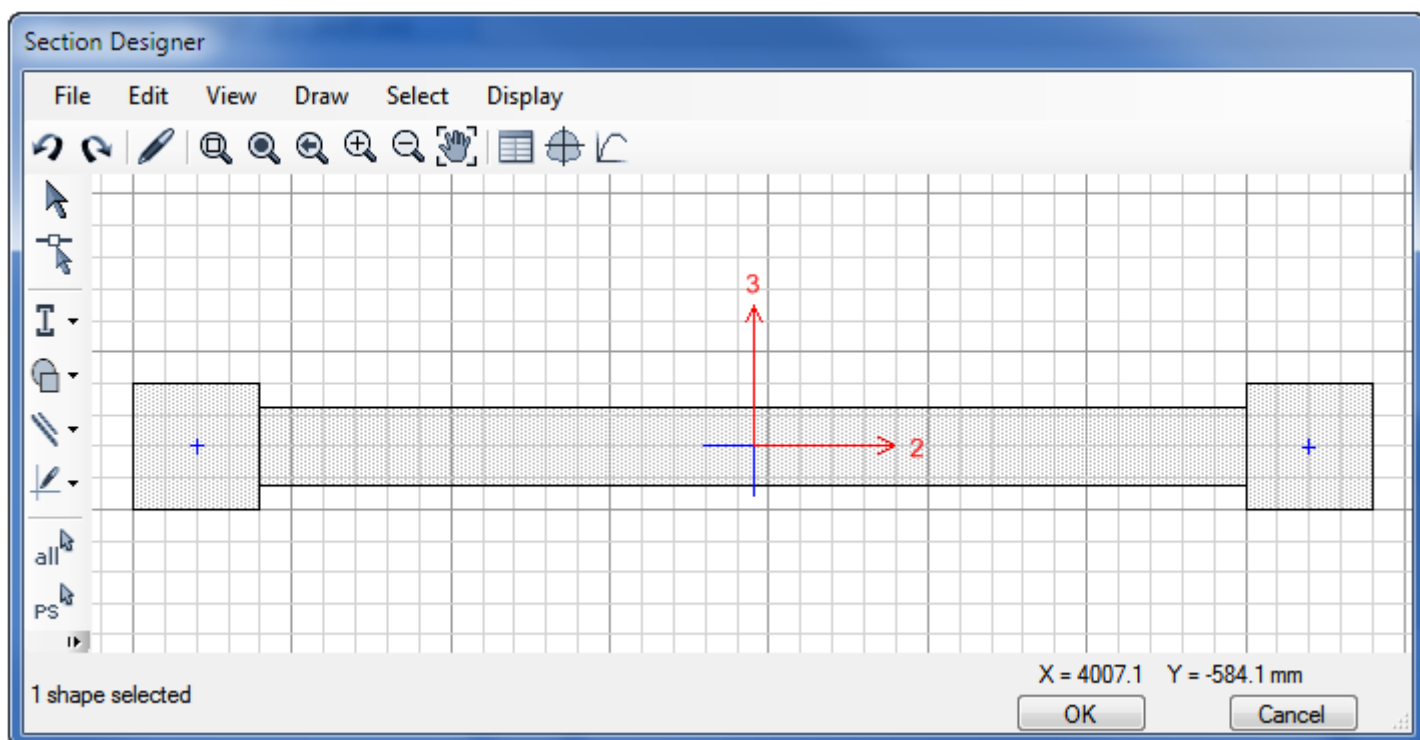 Section Designer
File Edit View Draw Select Display
3
2
all
PS
X = 4007.1 Y = -584.1 mm
1 shape selected
OK Cancel